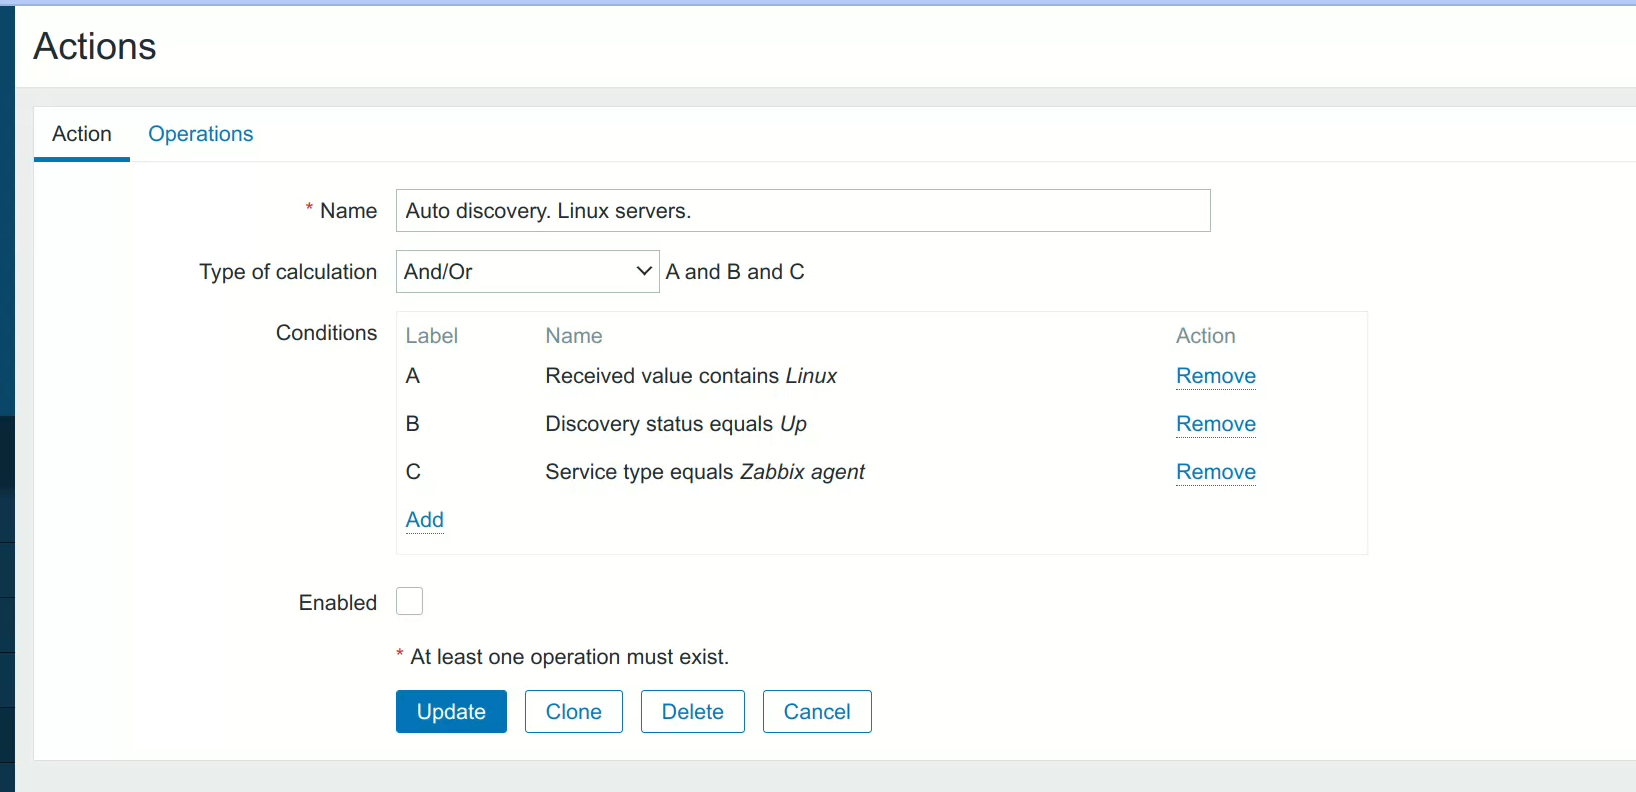 Actions
Action Operations
* Name Auto discovery. Linux servers.
Type of calculation And/Or A and B and C
Conditions Label Name Action
A Received value contains Linux Remove
B Discovery status equals Up Remove
C Service type equals Zabbix agent Remove
Add
Enabled
* At least one operation must exist.
Update Clone Delete Cancel